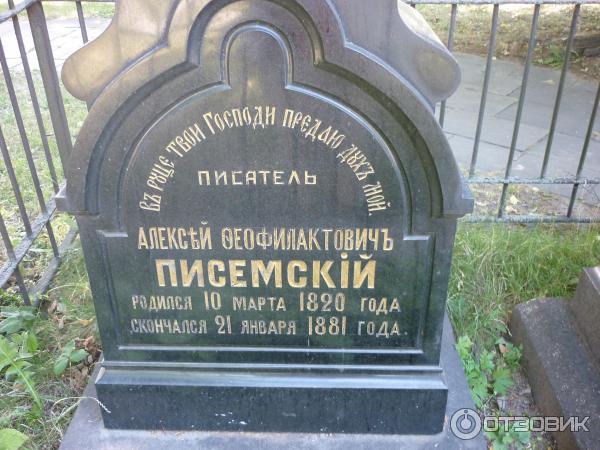 ВЪ РУЦѢ ТВОИ ГОСПОДИ ПРЕДАЮ ДУХЪ МОЙ.
ПИСАТЕЛЬ
АЛЕКСѢЙ ѲЕОФИЛАКТОВИЧЪ
ПИСЕМСКІЙ
РОДИЛСЯ 10 МАРТА 1820 ГОДА
СКОНЧАЛСЯ 21 ЯНВАРЯ 1881 ГОДА.
ОТЗОВИК